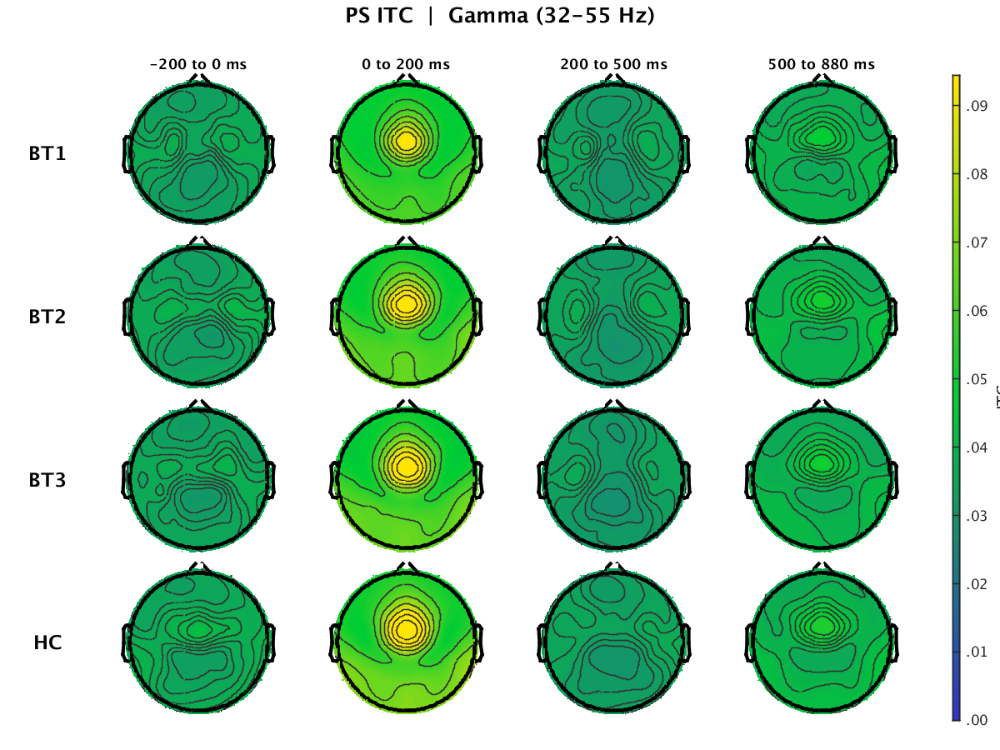 PS ITC | Gamma (32–55 Hz)
−200 to 0 ms
0 to 200 ms
200 to 500 ms
500 to 880 ms
BT1
BT2
BT3
HC
.09
.08
.07
.06
.05
.04
.03
.02
.01
.00